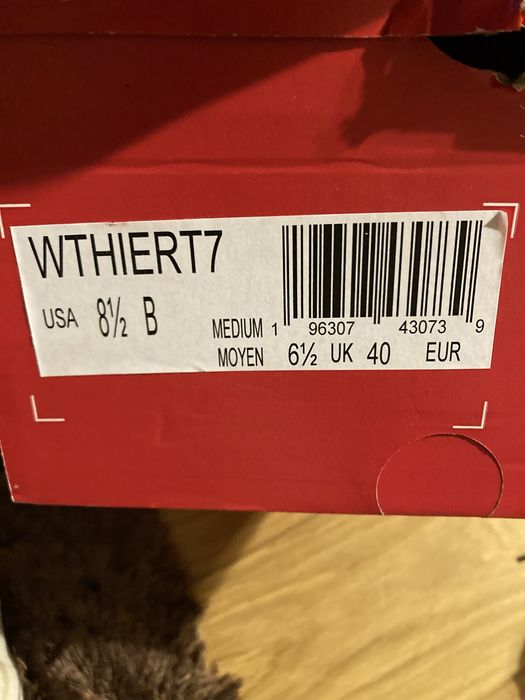 WTHIERT7
USA 8½ B
MEDIUM
MOYEN
1 96307 43073 9
6½ UK 40 EUR